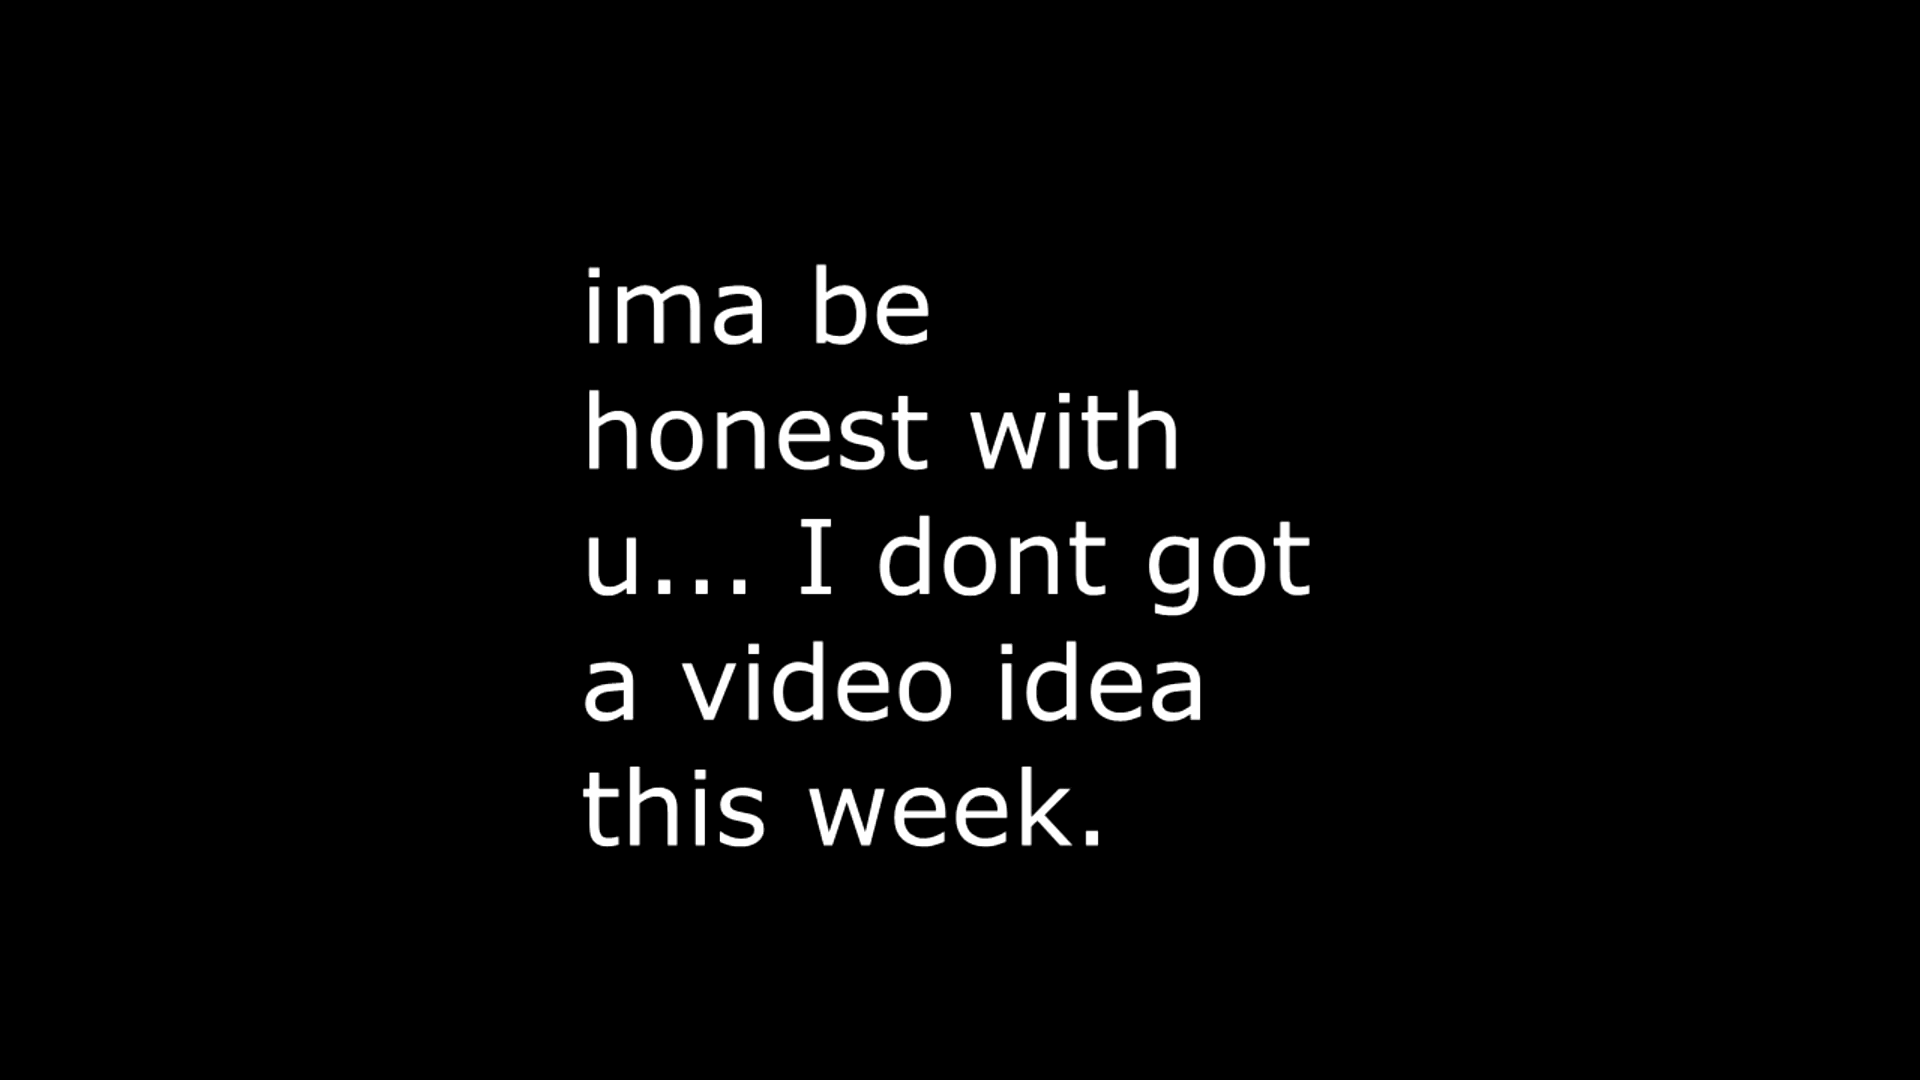 ima be
honest with
u... I dont got
a video idea
this week.